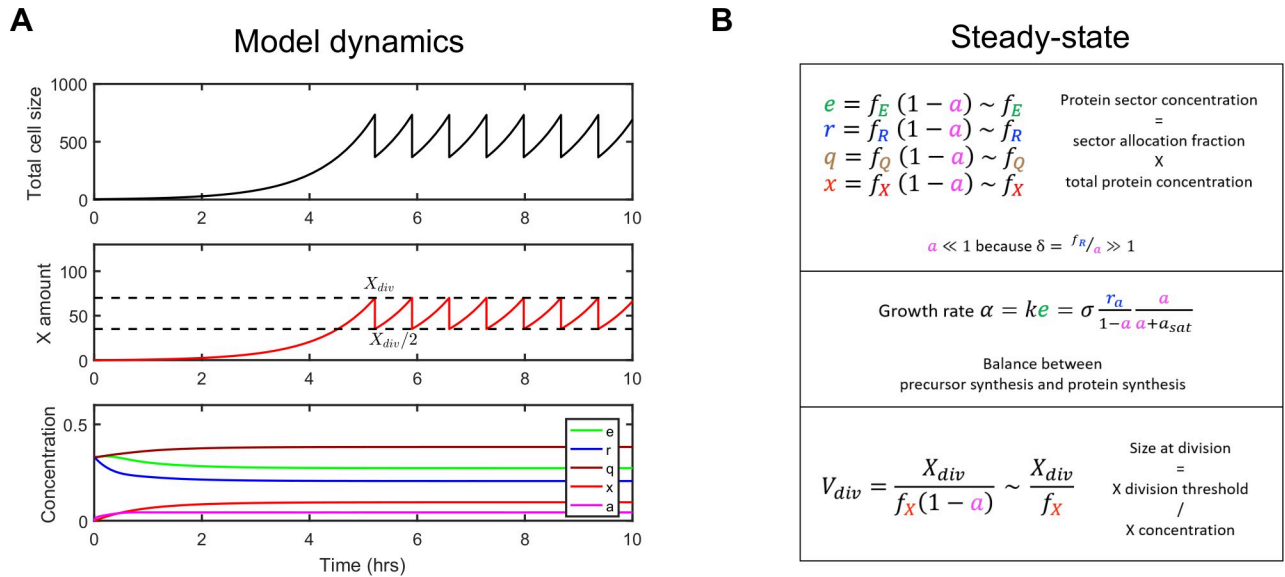 A
Model dynamics
Total cell size
1000
500
0
0 2 4 6 8 10
X amount
100
50
0
X_div
X_div/2
0 2 4 6 8 10
Concentration
0.5
0
e
r
q
x
a
0 2 4 6 8 10
Time (hrs)
B
Steady-state
e = f_E (1 − a) ~ f_E
r = f_R (1 − a) ~ f_R
q = f_Q (1 − a) ~ f_Q
x = f_X (1 − a) ~ f_X
Protein sector concentration
=
sector allocation fraction
X
total protein concentration
a ≪ 1 because δ = f_R/a ≫ 1
Growth rate α = ke = σ r_a/(1−a) a/(a+a_sat)
Balance between
precursor synthesis and protein synthesis
V_div = X_div/(f_X(1 − a)) ~ X_div/f_X
Size at division
=
X division threshold
/
X concentration